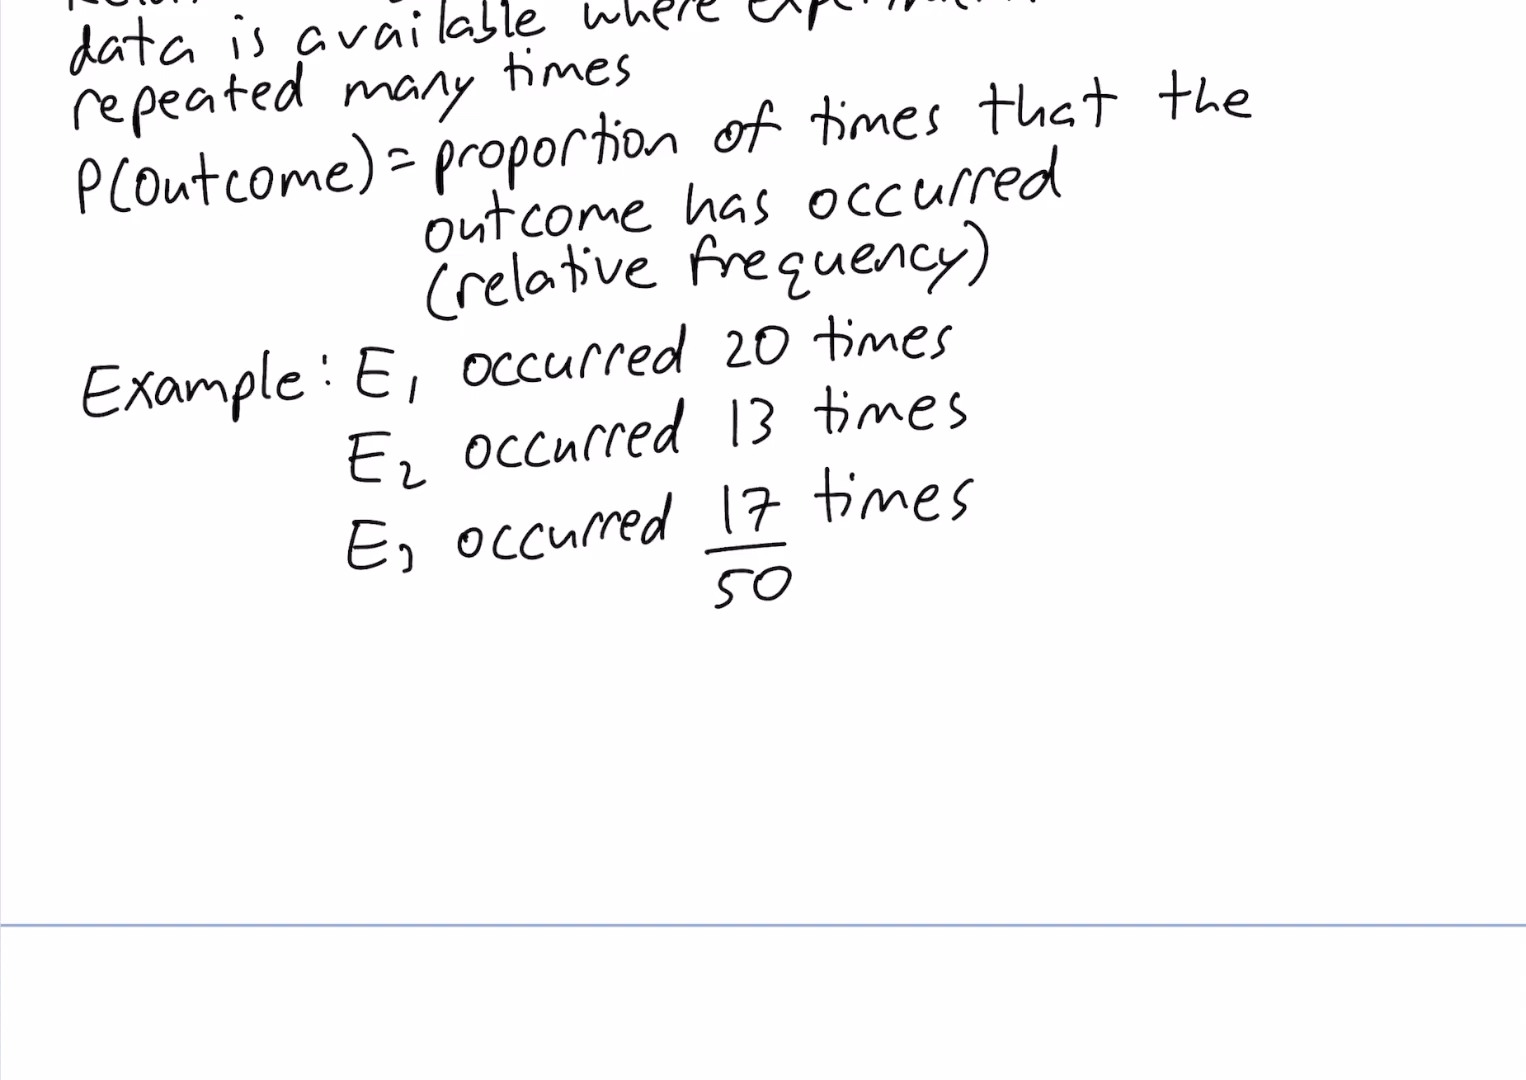 data is available where
repeated many times
P(outcome) = proportion of times that the
outcome has occurred
(relative frequency)
Example: E1 occurred 20 times
E2 occurred 13 times
E3 occurred 17 times
50